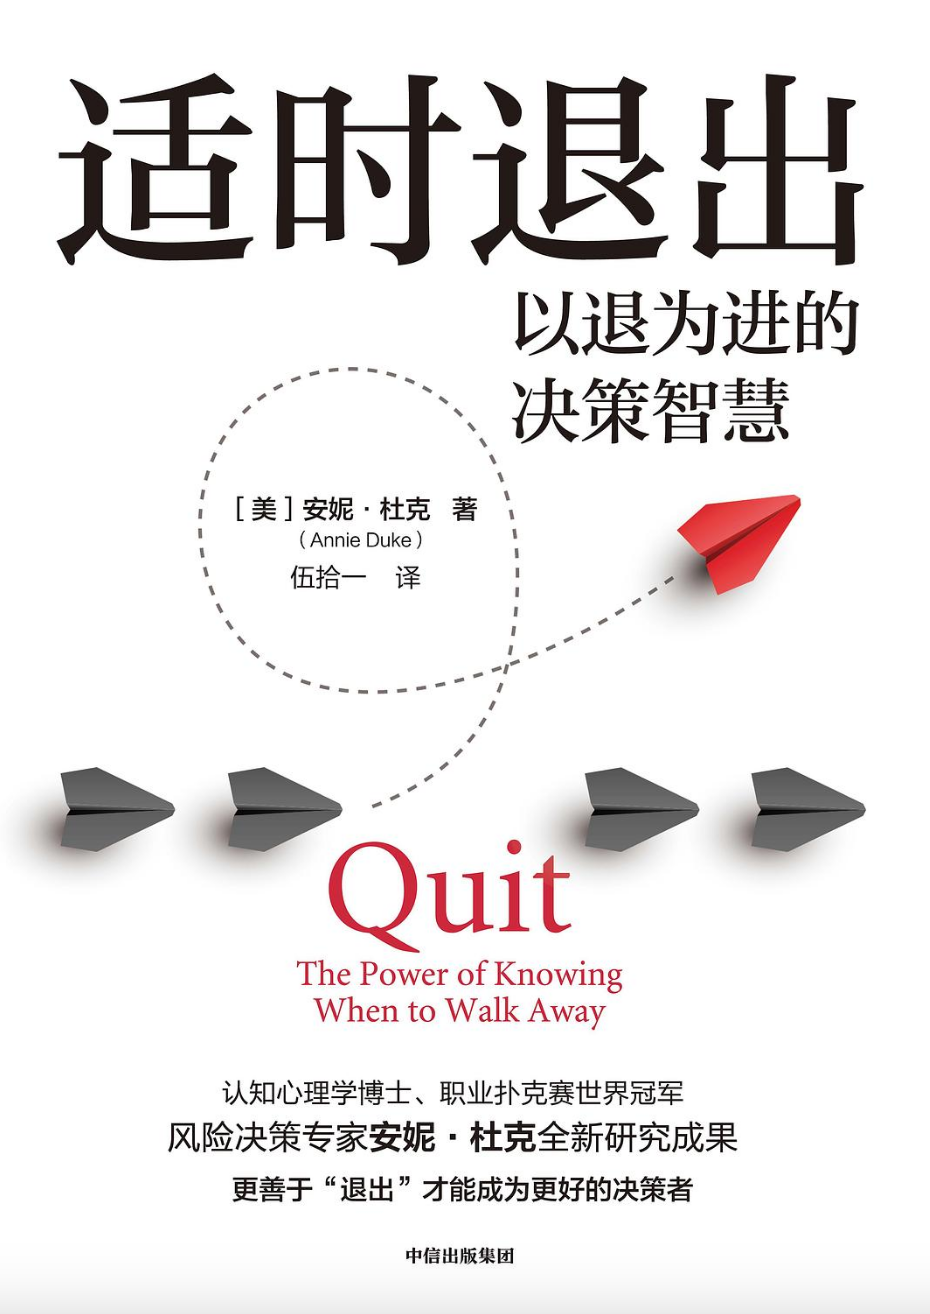 适时退出
以退为进的
决策智慧
［美］安妮·杜克 著
（Annie Duke）
伍拾一 译
Quit
The Power of Knowing
When to Walk Away
认知心理学博士、职业扑克赛世界冠军
风险决策专家安妮·杜克全新研究成果
更善于“退出”才能成为更好的决策者
中信出版集团